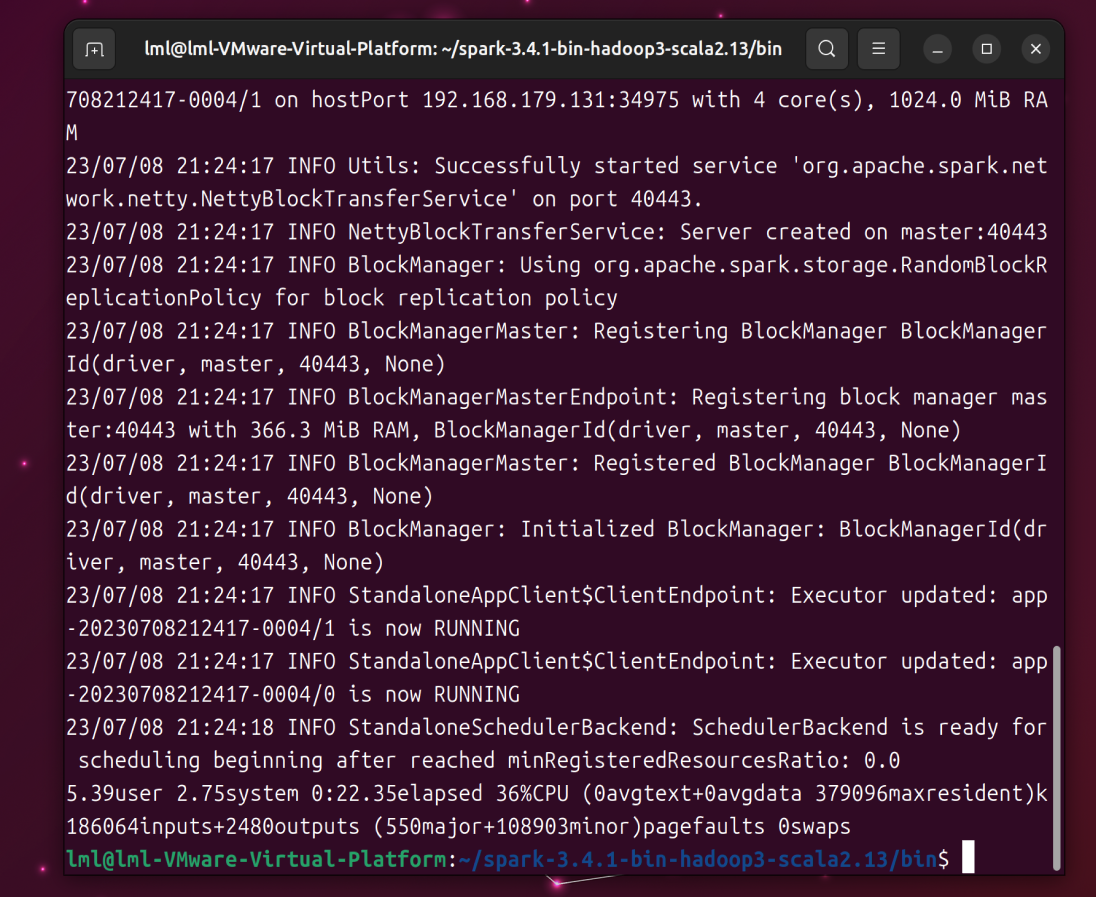 lml@lml-VMware-Virtual-Platform: ~/spark-3.4.1-bin-hadoop3-scala2.13/bin
708212417-0004/1 on hostPort 192.168.179.131:34975 with 4 core(s), 1024.0 MiB RA
M
23/07/08 21:24:17 INFO Utils: Successfully started service 'org.apache.spark.net
work.netty.NettyBlockTransferService' on port 40443.
23/07/08 21:24:17 INFO NettyBlockTransferService: Server created on master:40443
23/07/08 21:24:17 INFO BlockManager: Using org.apache.spark.storage.RandomBlockR
eplicationPolicy for block replication policy
23/07/08 21:24:17 INFO BlockManagerMaster: Registering BlockManager BlockManager
Id(driver, master, 40443, None)
23/07/08 21:24:17 INFO BlockManagerMasterEndpoint: Registering block manager mas
ter:40443 with 366.3 MiB RAM, BlockManagerId(driver, master, 40443, None)
23/07/08 21:24:17 INFO BlockManagerMaster: Registered BlockManager BlockManagerI
d(driver, master, 40443, None)
23/07/08 21:24:17 INFO BlockManager: Initialized BlockManager: BlockManagerId(dr
iver, master, 40443, None)
23/07/08 21:24:17 INFO StandaloneAppClient$ClientEndpoint: Executor updated: app
-20230708212417-0004/1 is now RUNNING
23/07/08 21:24:17 INFO StandaloneAppClient$ClientEndpoint: Executor updated: app
-20230708212417-0004/0 is now RUNNING
23/07/08 21:24:18 INFO StandaloneSchedulerBackend: SchedulerBackend is ready for
 scheduling beginning after reached minRegisteredResourcesRatio: 0.0
5.39user 2.75system 0:22.35elapsed 36%CPU (0avgtext+0avgdata 379096maxresident)k
186064inputs+2480outputs (550major+108903minor)pagefaults 0swaps
lml@lml-VMware-Virtual-Platform:~/spark-3.4.1-bin-hadoop3-scala2.13/bin$